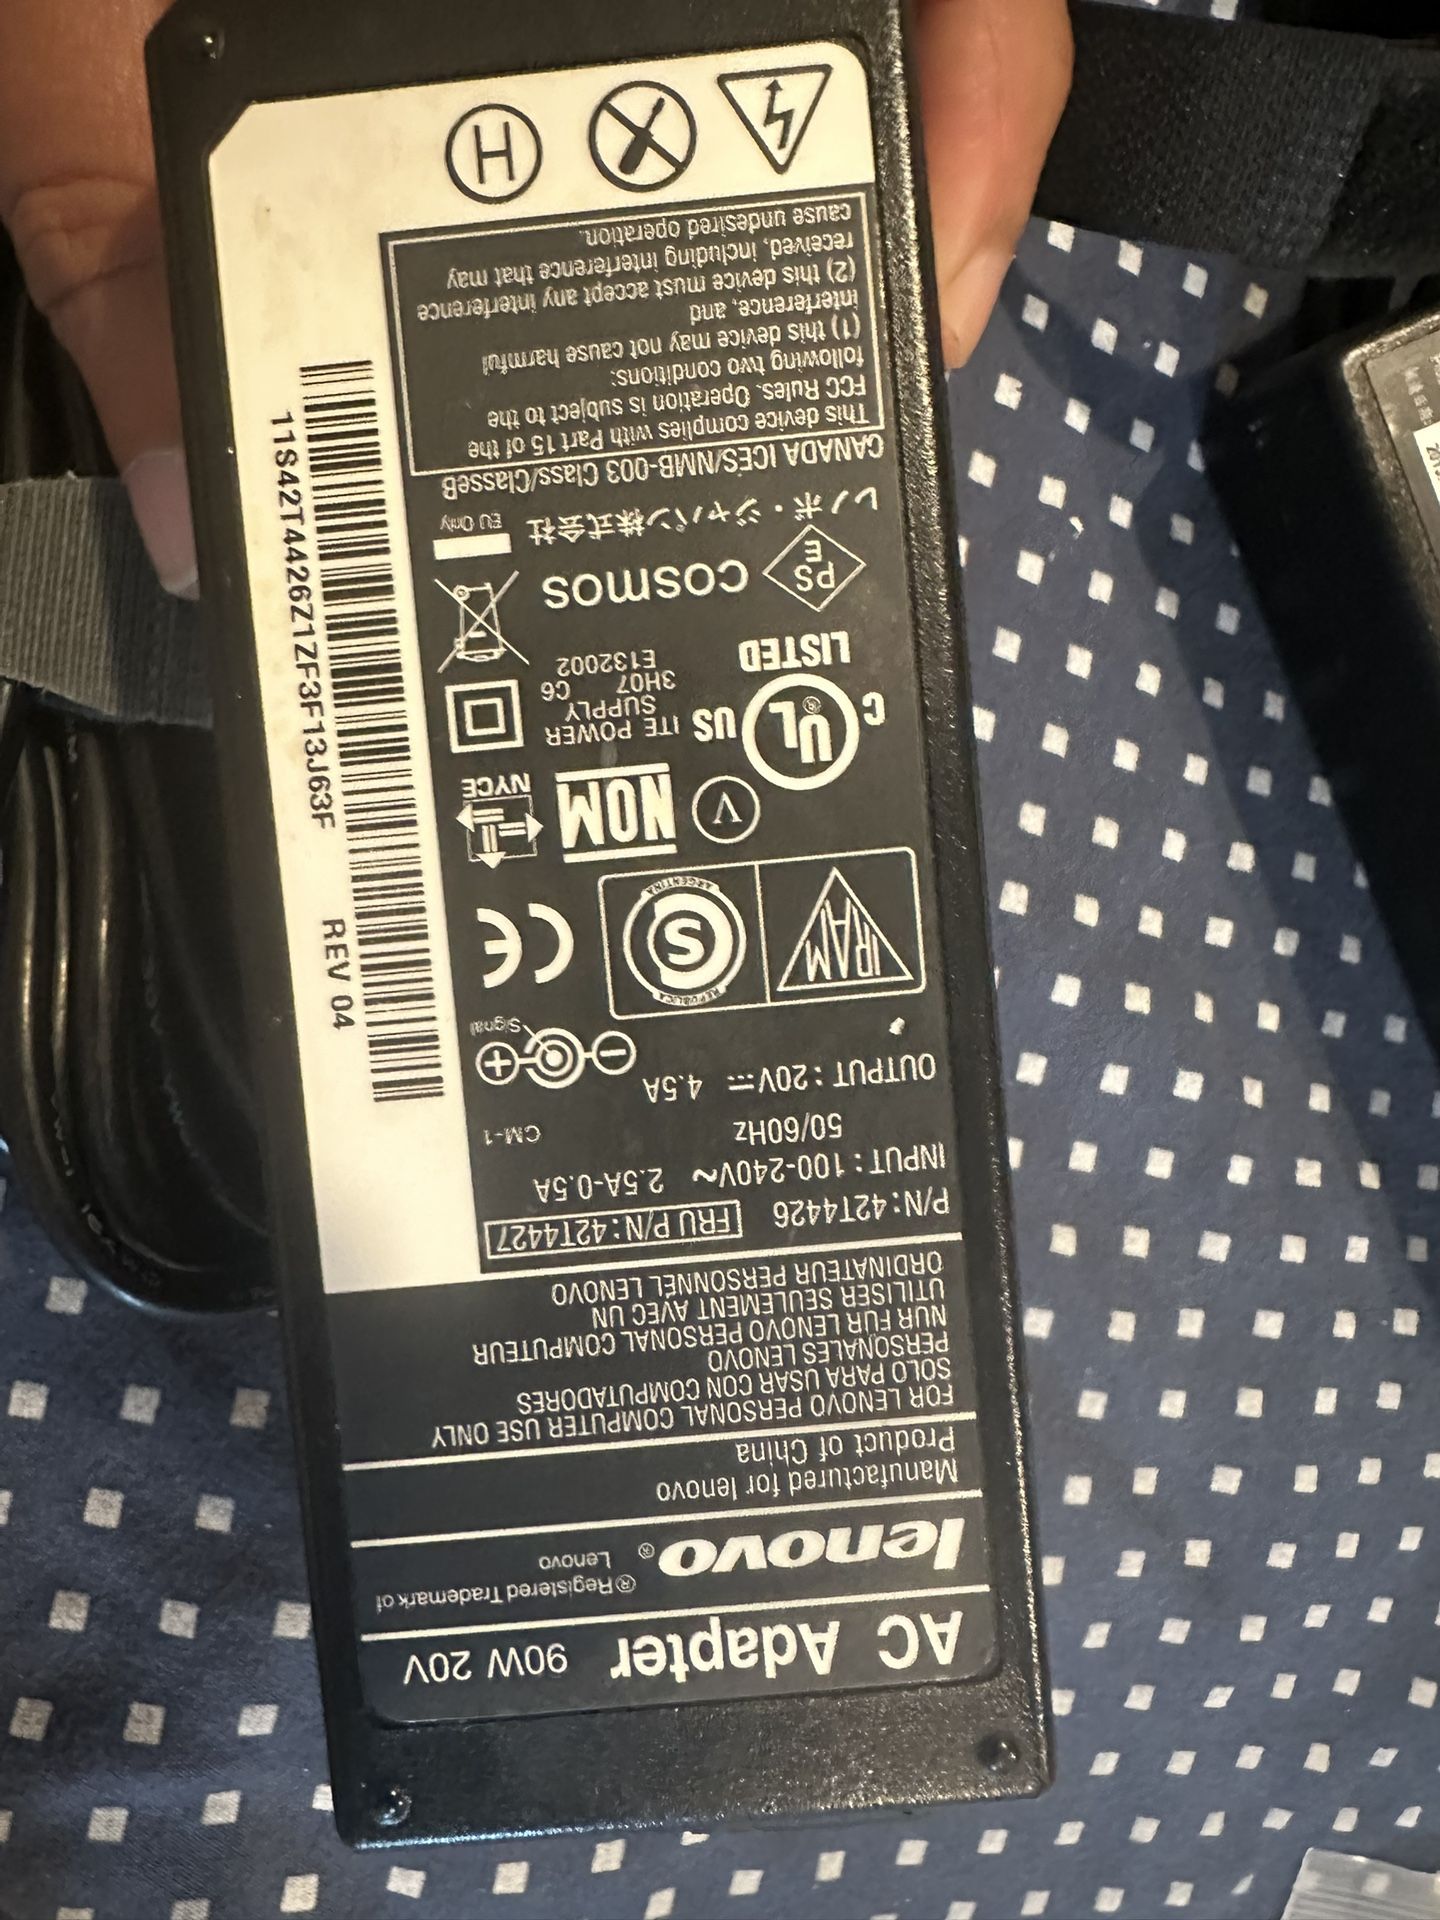 AC Adapter 90W 20V
lenovo® ®Registered Trademark of
Lenovo
Manufactured for lenovo
Product of China
FOR LENOVO PERSONAL COMPUTER USE ONLY
SOLO PARA USAR CON COMPUTADORES
PERSONALES LENOVO
NUR FUR LENOVO PERSONAL COMPUTEUR
UTILISER SEULEMENT AVEC UN
ORDINATEUR PERSONNEL LENOVO
P/N:42T4426 FRU P/N:42T4427
INPUT:100-240V~ 2.5A-0.5A
50/60Hz CM-1
OUTPUT:20V⎓ 4.5A
Signal
IRAM
REPUBLICA
S
ARGENTINA
CE
V
NOM
NYCE
C UL® US
LISTED
ITE POWER
SUPPLY
3H07 C6
E132002
PS
E
cosmos
レノボ・ジャパン株式会社
EU Only
CANADA ICES/NMB-003 Class/ClasseB
This device complies with Part 15 of the
FCC Rules. Operation is subject to the
following two conditions:
(1) this device may not cause harmful
interference, and
(2) this device must accept any interference
received, including interference that may
cause undesired operation.
H
11S42T4426Z1ZF3F13J63F REV 04